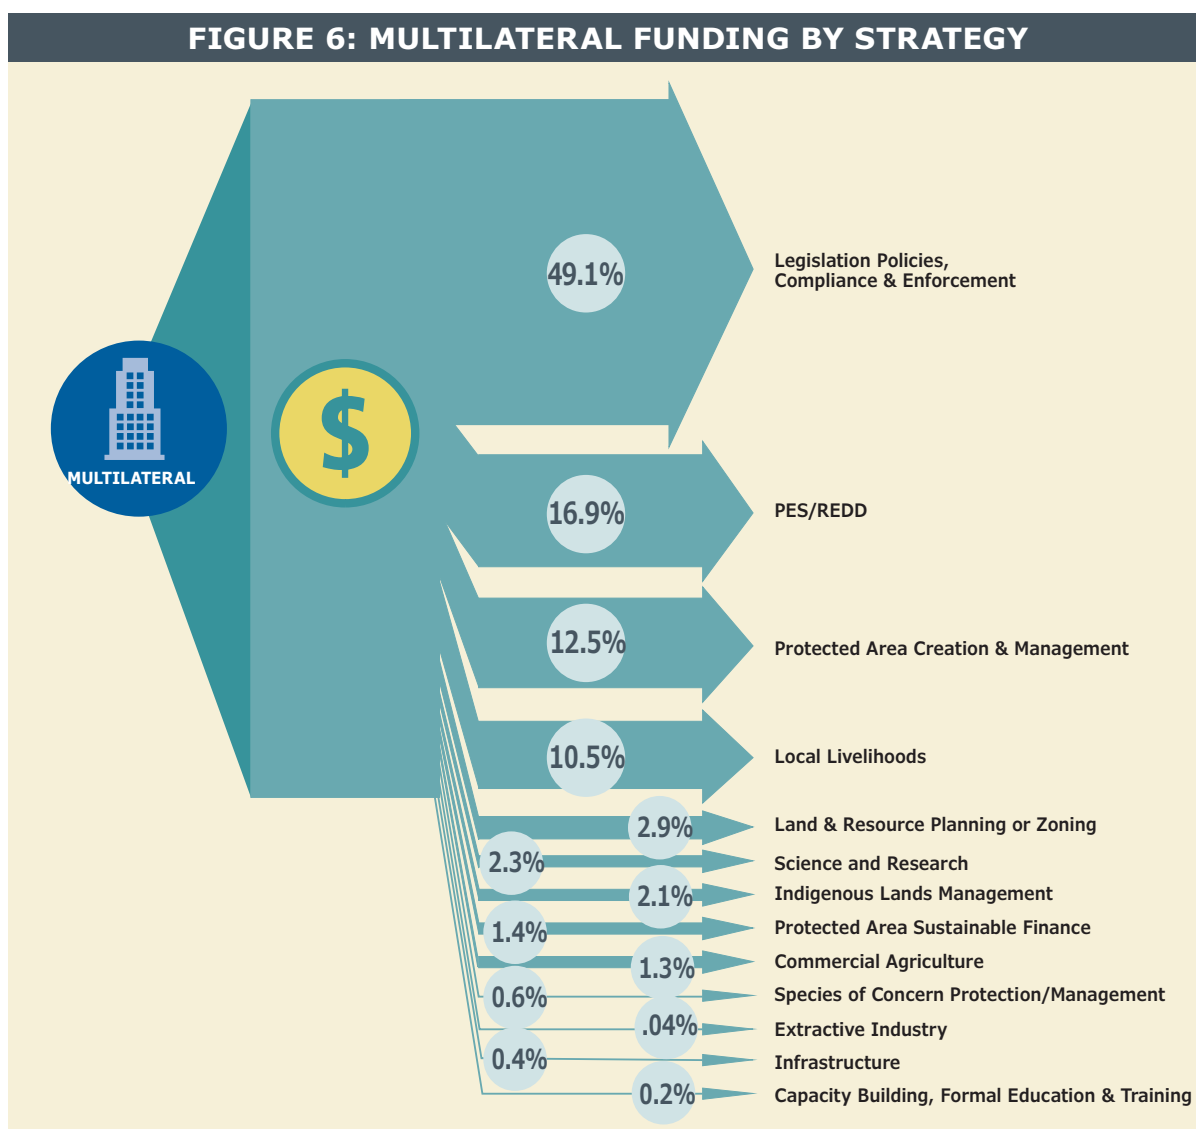 FIGURE 6: MULTILATERAL FUNDING BY STRATEGY
MULTILATERAL
$
49.1%
Legislation Policies,
Compliance & Enforcement
16.9%
PES/REDD
12.5%
Protected Area Creation & Management
10.5%
Local Livelihoods
2.9%
Land & Resource Planning or Zoning
2.3%
Science and Research
2.1%
Indigenous Lands Management
1.4%
Protected Area Sustainable Finance
1.3%
Commercial Agriculture
0.6%
Species of Concern Protection/Management
.04%
Extractive Industry
0.4%
Infrastructure
0.2%
Capacity Building, Formal Education & Training